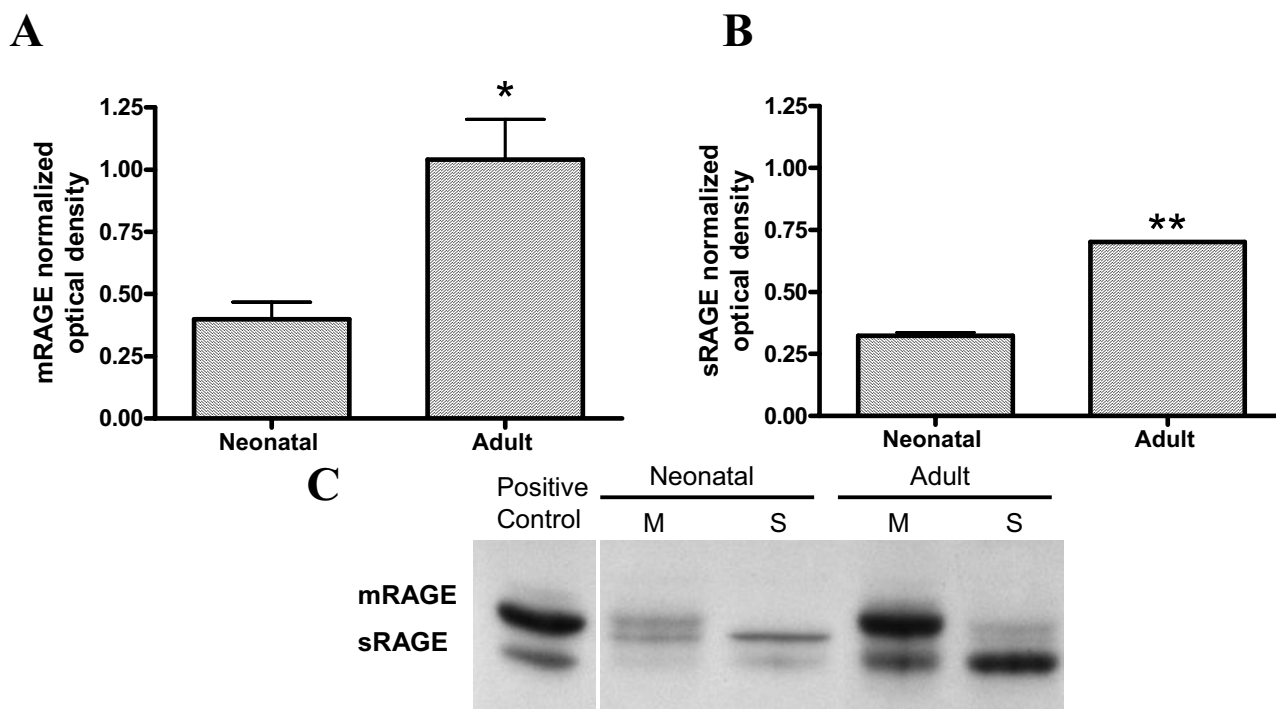 A
mRAGE normalized
optical density
1.25
1.00
0.75
0.50
0.25
0.00
*
Neonatal
Adult
B
sRAGE normalized
optical density
1.25
1.00
0.75
0.50
0.25
0.00
**
Neonatal
Adult
C
Positive
Control
Neonatal
Adult
M
S
M
S
mRAGE
sRAGE